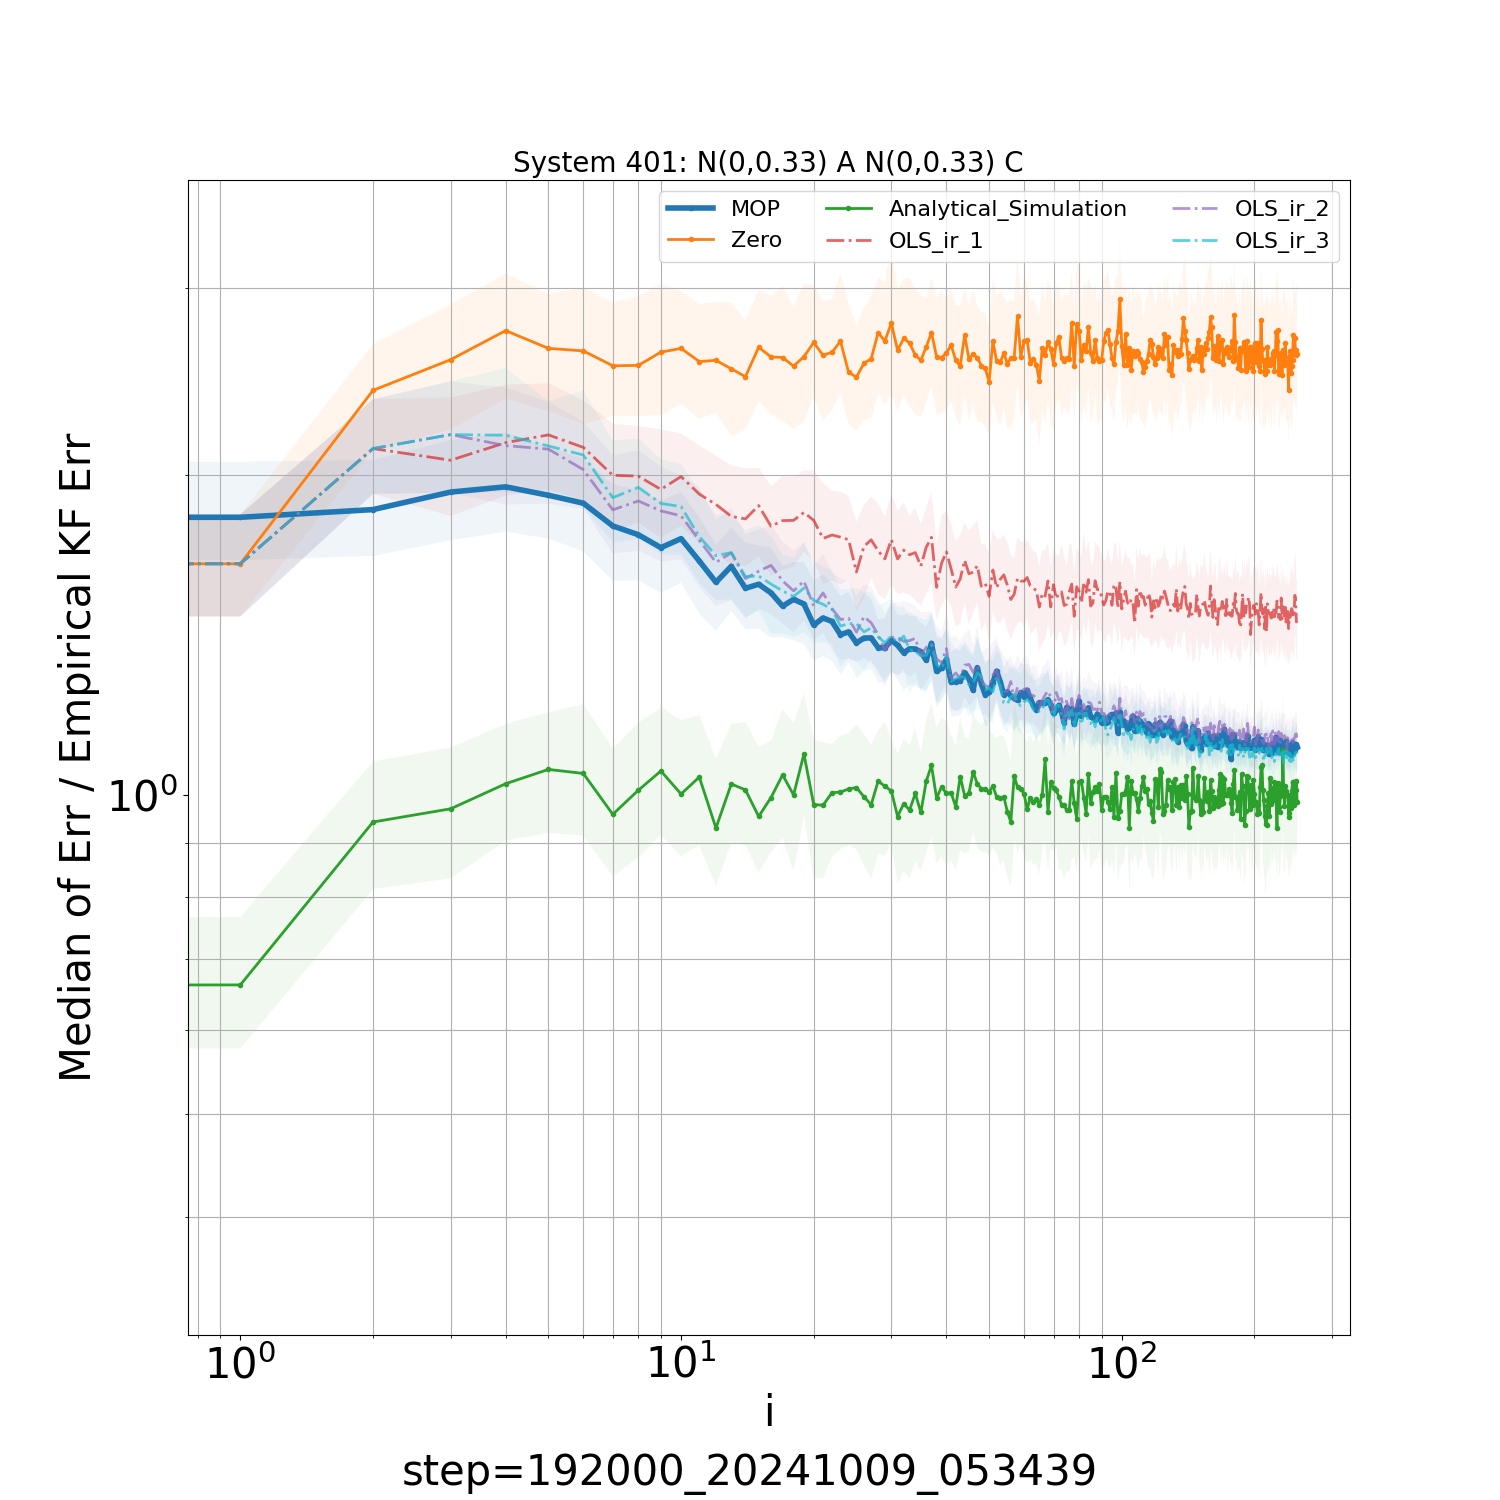 System 401: N(0,0.33) A N(0,0.33) C
MOP
Zero
Analytical_Simulation
OLS_ir_1
OLS_ir_2
OLS_ir_3
Median of Err / Empirical KF Err
10⁰
10⁰ 10¹ 10²
i
step=192000_20241009_053439